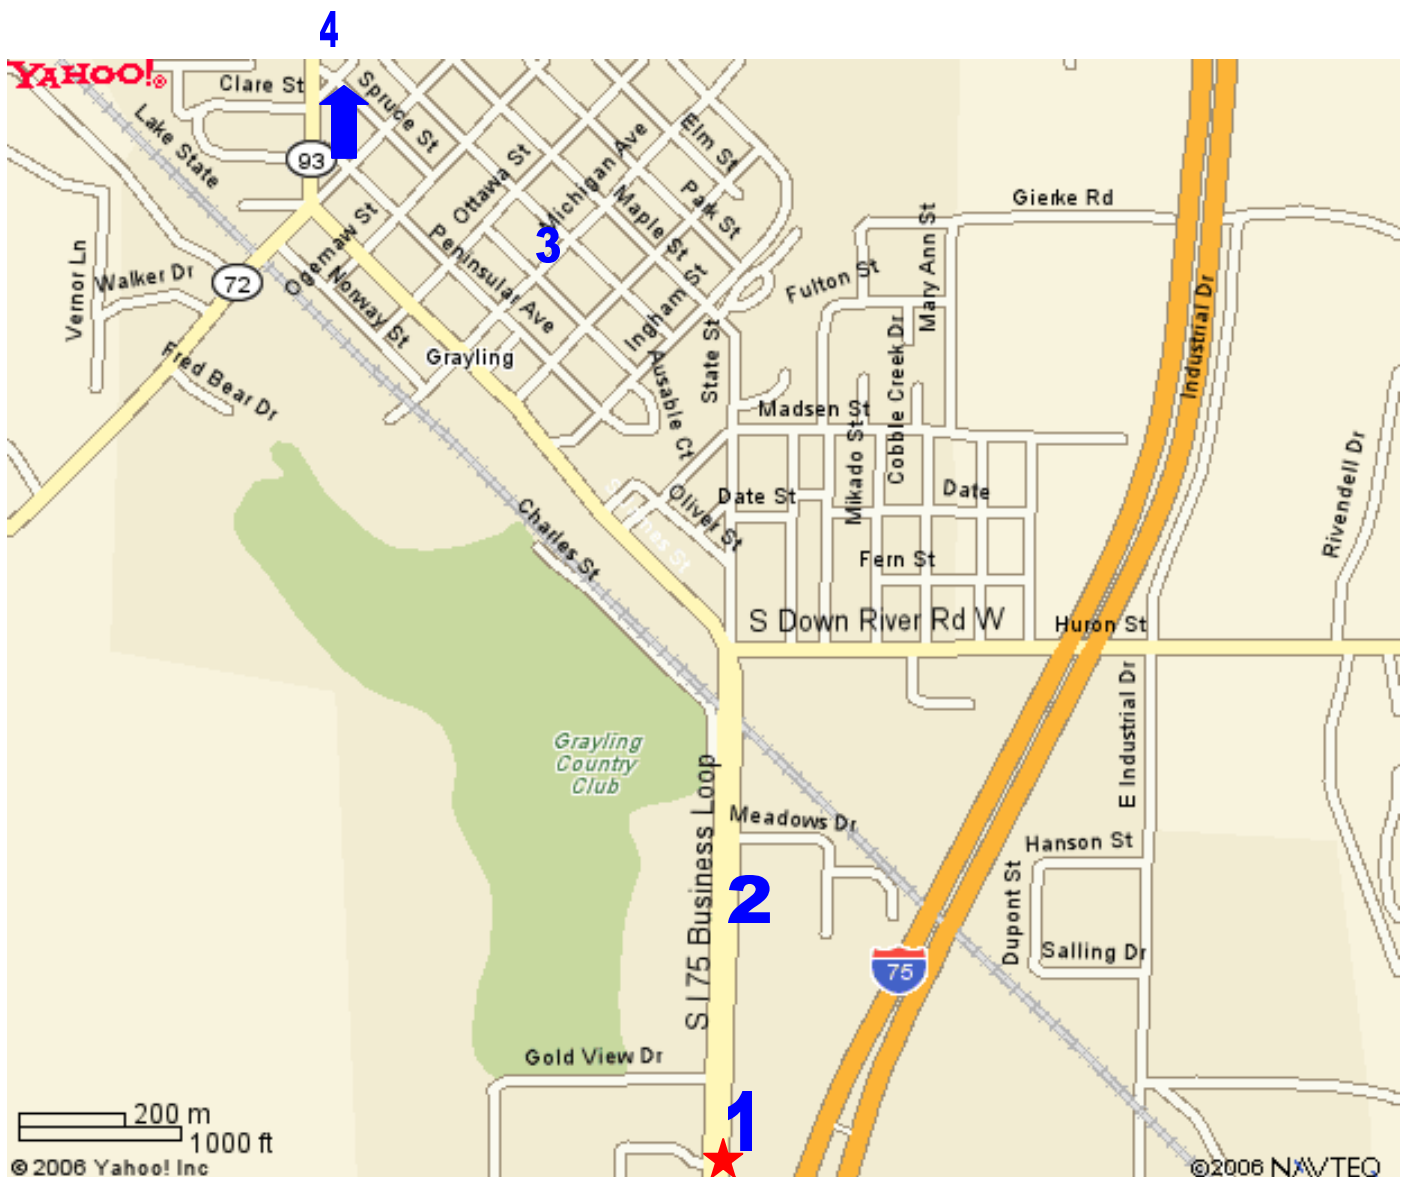 4
YAHOO!®
Clare St
Spruce St
Lake State
93
Elm St
Michigan Ave
Ottawa St
Park St
Maple St
Gierke Rd
Mary Ann St
3
Ogemaw St
Peninsular Ave
Vernor Ln
Walker Dr
72
Norway St
Fulton St
Ingham St
State St
Industrial Dr
Grayling
Fred Bear Dr
Ausable Ct
Cobble Creek Dr
Madsen St
Mikado St
Rivendell Dr
Date St
Date
Oliver St
Charles St
Fern St
S Down River Rd W
Huron St
E Industrial Dr
Grayling
Country
Club
S I 75 Business Loop
Meadows Dr
Hanson St
2
Dupont St
Salling Dr
75
Gold View Dr
1
200 m
1000 ft
© 2006 Yahoo! Inc
©2006 NAVTEQ